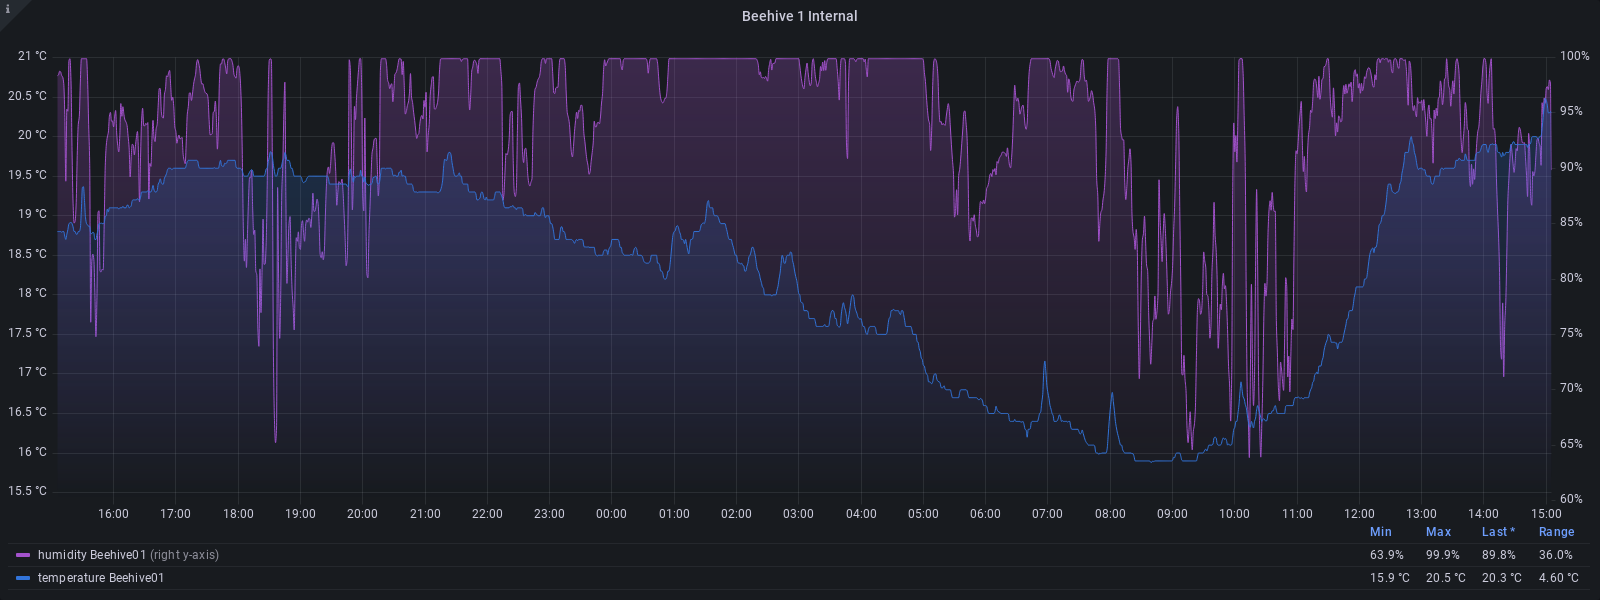 i
Beehive 1 Internal
21 °C 100%
20.5 °C 95%
20 °C 90%
19.5 °C 85%
19 °C 80%
18.5 °C 75%
18 °C 70%
17.5 °C 65%
17 °C 60%
16.5 °C
16 °C
15.5 °C
16:00 17:00 18:00 19:00 20:00 21:00 22:00 23:00 00:00 01:00 02:00 03:00 04:00 05:00 06:00 07:00 08:00 09:00 10:00 11:00 12:00 13:00 14:00 15:00
Min Max Last * Range
humidity Beehive01 (right y-axis) 63.9% 99.9% 89.8% 36.0%
temperature Beehive01 15.9 °C 20.5 °C 20.3 °C 4.60 °C